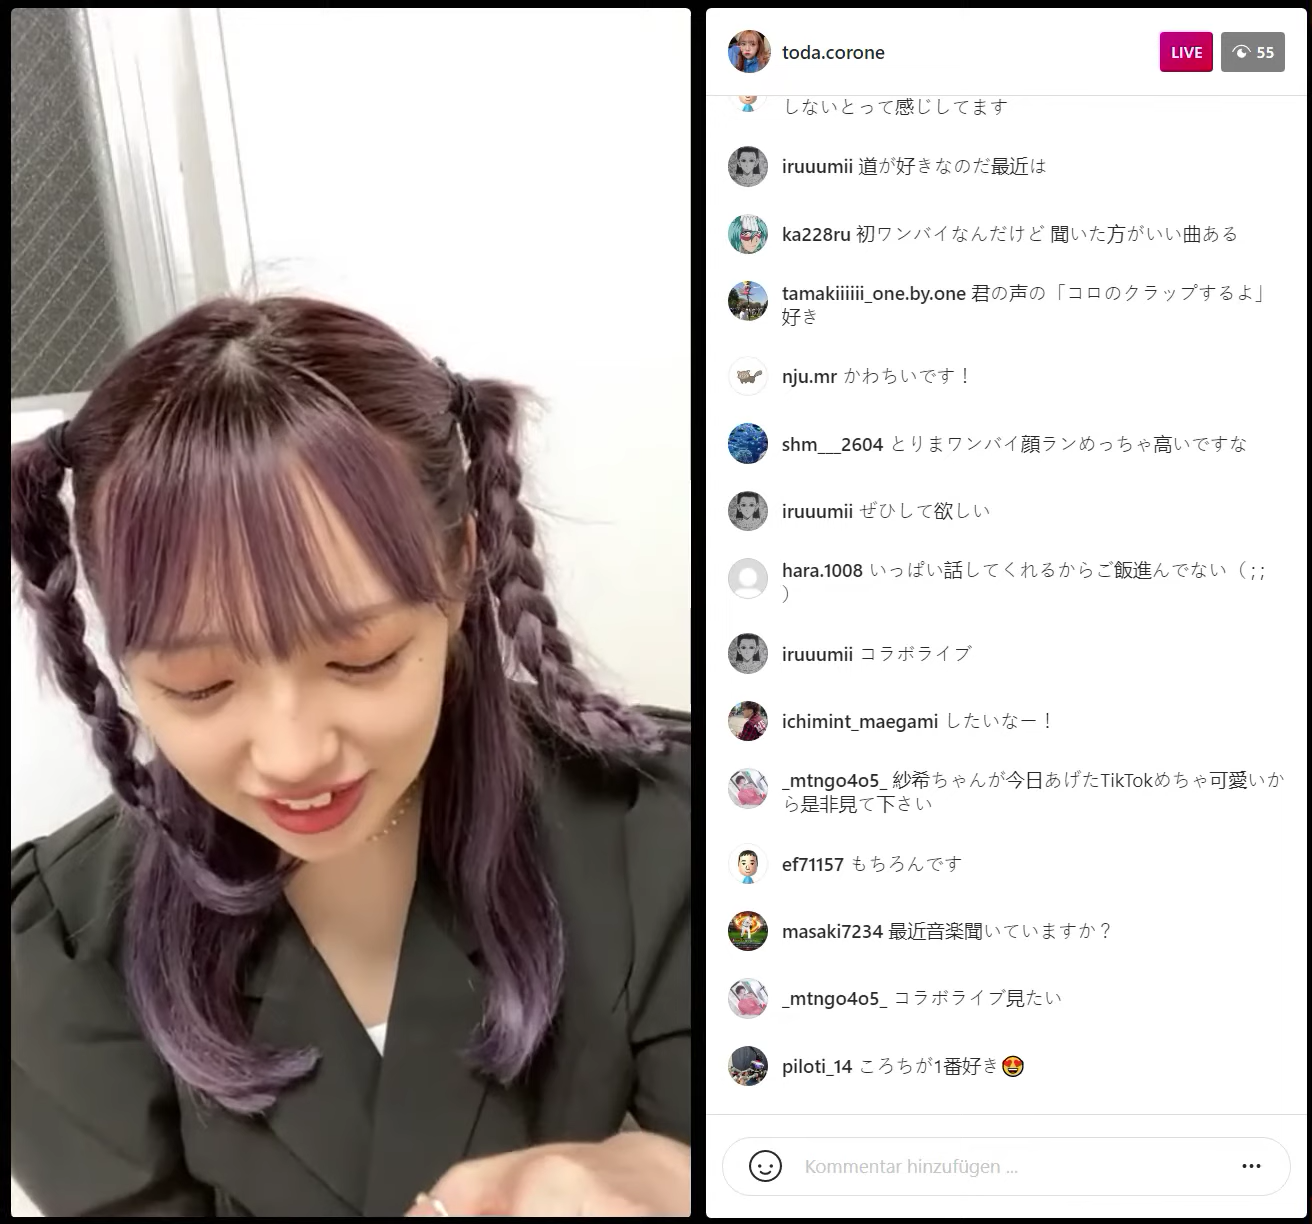 toda.corone
LIVE
55
しないとって感じしてます
iruuumii 道が好きなのだ最近は
ka228ru 初ワンバイなんだけど 聞いた方がいい曲ある
tamakiiiiii_one.by.one 君の声の「コロのクラップするよ」
好き
nju.mr かわちいです！
shm___2604 とりまワンバイ顔ランめっちゃ高いですな
iruuumii ぜひして欲しい
hara.1008 いっぱい話してくれるからご飯進んでない（ ; ;
）
iruuumii コラボライブ
ichimint_maegami したいなー！
_mtngo4o5_ 紗希ちゃんが今日あげたTikTokめちゃ可愛いか
ら是非見て下さい
ef71157 もちろんです
masaki7234 最近音楽聞いていますか？
_mtngo4o5_ コラボライブ見たい
piloti_14 ころちが1番好き😍
Kommentar hinzufügen ...